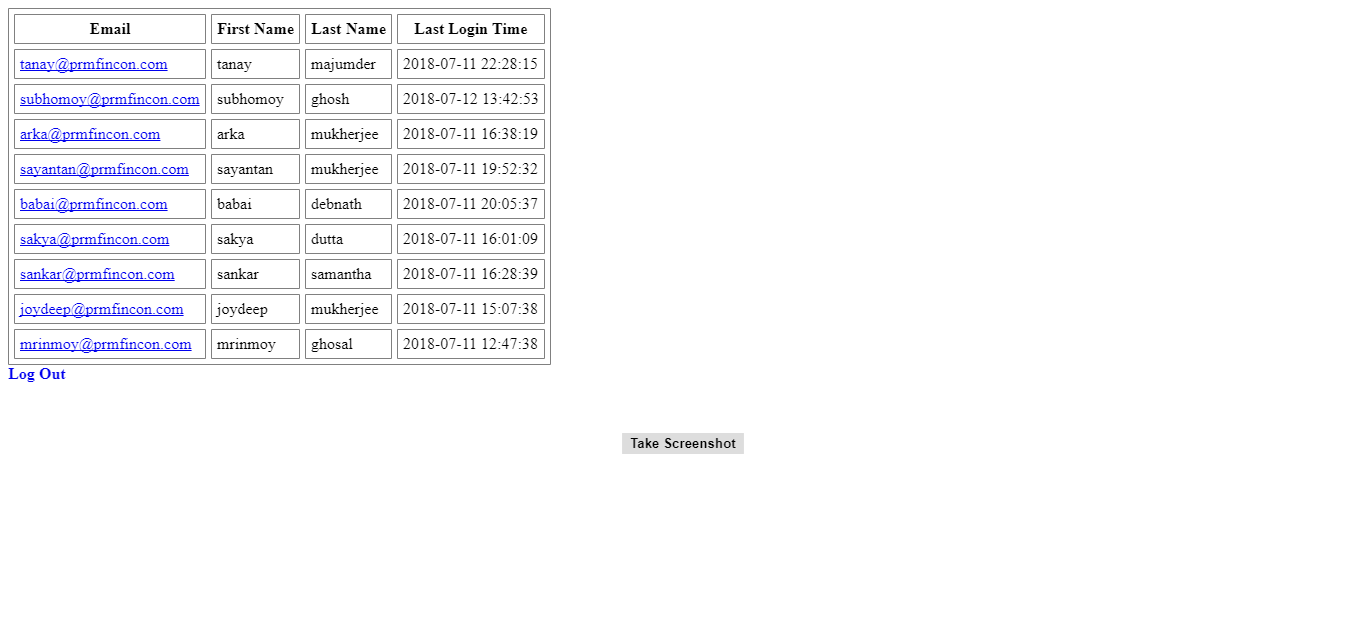 Email First Name Last Name Last Login Time
tanay@prmfincon.com tanay majumder 2018-07-11 22:28:15
subhomoy@prmfincon.com subhomoy ghosh 2018-07-12 13:42:53
arka@prmfincon.com arka mukherjee 2018-07-11 16:38:19
sayantan@prmfincon.com sayantan mukherjee 2018-07-11 19:52:32
babai@prmfincon.com babai debnath 2018-07-11 20:05:37
sakya@prmfincon.com sakya dutta 2018-07-11 16:01:09
sankar@prmfincon.com sankar samantha 2018-07-11 16:28:39
joydeep@prmfincon.com joydeep mukherjee 2018-07-11 15:07:38
mrinmoy@prmfincon.com mrinmoy ghosal 2018-07-11 12:47:38
Log Out
Take Screenshot